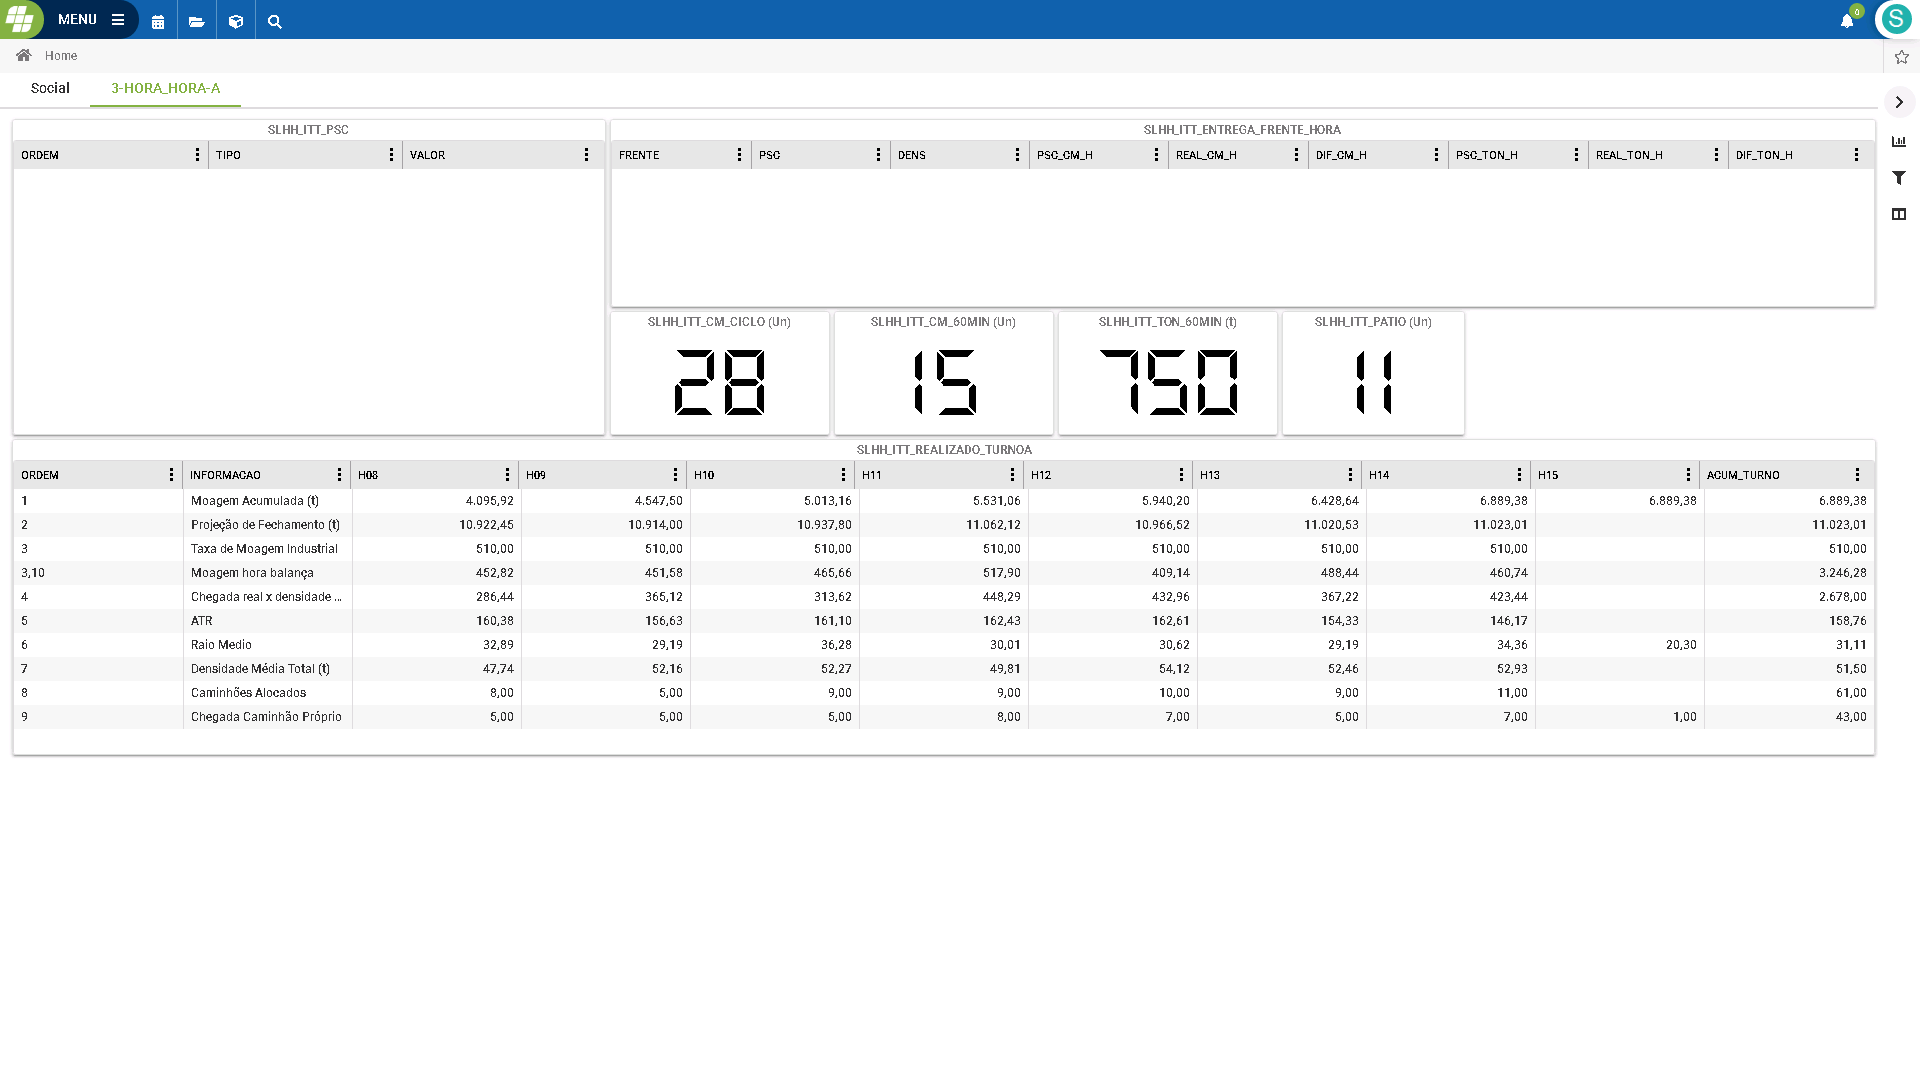 MENU
0
S
Home
Social 3-HORA_HORA-A
SLHH_ITT_PSC
ORDEM TIPO VALOR
SLHH_ITT_ENTREGA_FRENTE_HORA
FRENTE PSC DENS PSC_CM_H REAL_CM_H DIF_CM_H PSC_TON_H REAL_TON_H DIF_TON_H
SLHH_ITT_CM_CICLO (Un) SLHH_ITT_CM_60MIN (Un) SLHH_ITT_TON_60MIN (t) SLHH_ITT_PATIO (Un)
28 15 750 11
SLHH_ITT_REALIZADO_TURNOA
ORDEM INFORMACAO H08 H09 H10 H11 H12 H13 H14 H15 ACUM_TURNO
1 Moagem Acumulada (t) 4.095,92 4.547,50 5.013,16 5.531,06 5.940,20 6.428,64 6.889,38 6.889,38 6.889,38
2 Projeção de Fechamento (t) 10.922,45 10.914,00 10.937,80 11.062,12 10.966,52 11.020,53 11.023,01 11.023,01
3 Taxa de Moagem Industrial 510,00 510,00 510,00 510,00 510,00 510,00 510,00 510,00
3,10 Moagem hora balança 452,82 451,58 465,66 517,90 409,14 488,44 460,74 3.246,28
4 Chegada real x densidade ... 286,44 365,12 313,62 448,29 432,96 367,22 423,44 2.678,00
5 ATR 160,38 156,63 161,10 162,43 162,61 154,33 146,17 158,76
6 Raio Medio 32,89 29,19 36,28 30,01 30,62 29,19 34,36 20,30 31,11
7 Densidade Média Total (t) 47,74 52,16 52,27 49,81 54,12 52,46 52,93 51,50
8 Caminhões Alocados 8,00 5,00 9,00 9,00 10,00 9,00 11,00 61,00
9 Chegada Caminhão Próprio 5,00 5,00 5,00 8,00 7,00 5,00 7,00 1,00 43,00